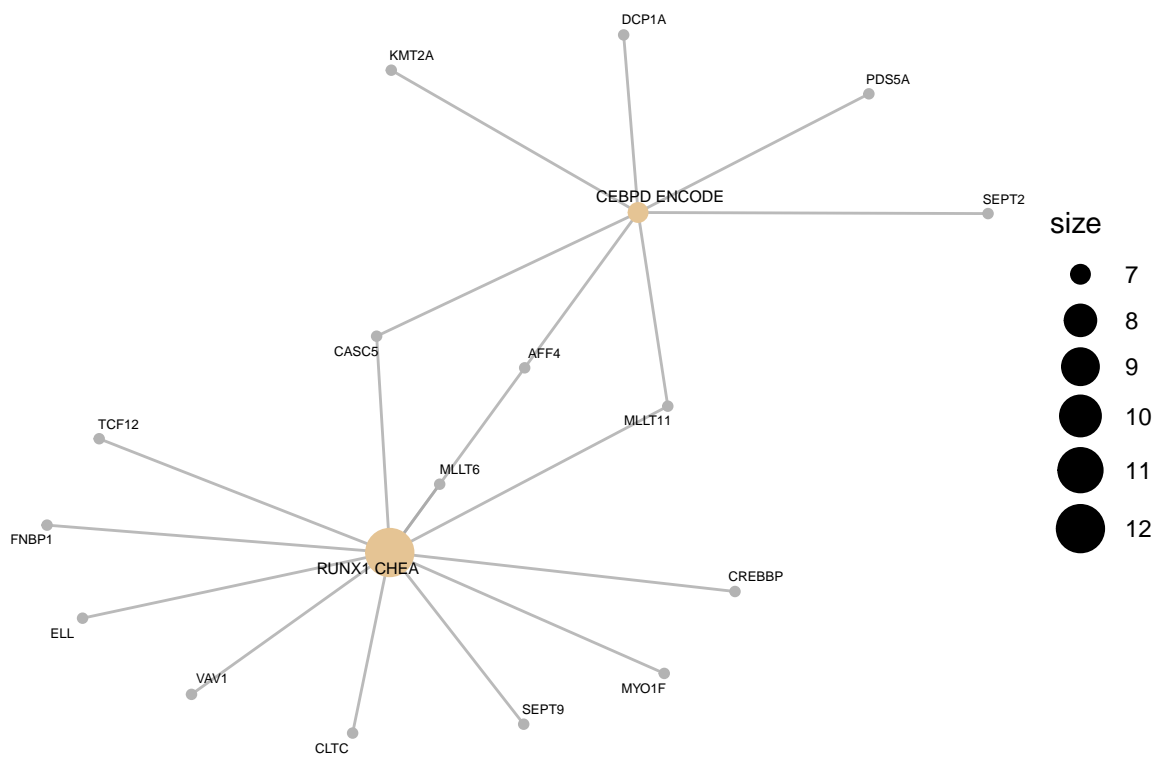 DCP1A
KMT2A
PDS5A
CEBPD ENCODE
SEPT2
size
7
8
9
10
11
12
CASC5
AFF4
MLLT11
TCF12
MLLT6
FNBP1
RUNX1 CHEA
CREBBP
ELL
VAV1
MYO1F
SEPT9
CLTC